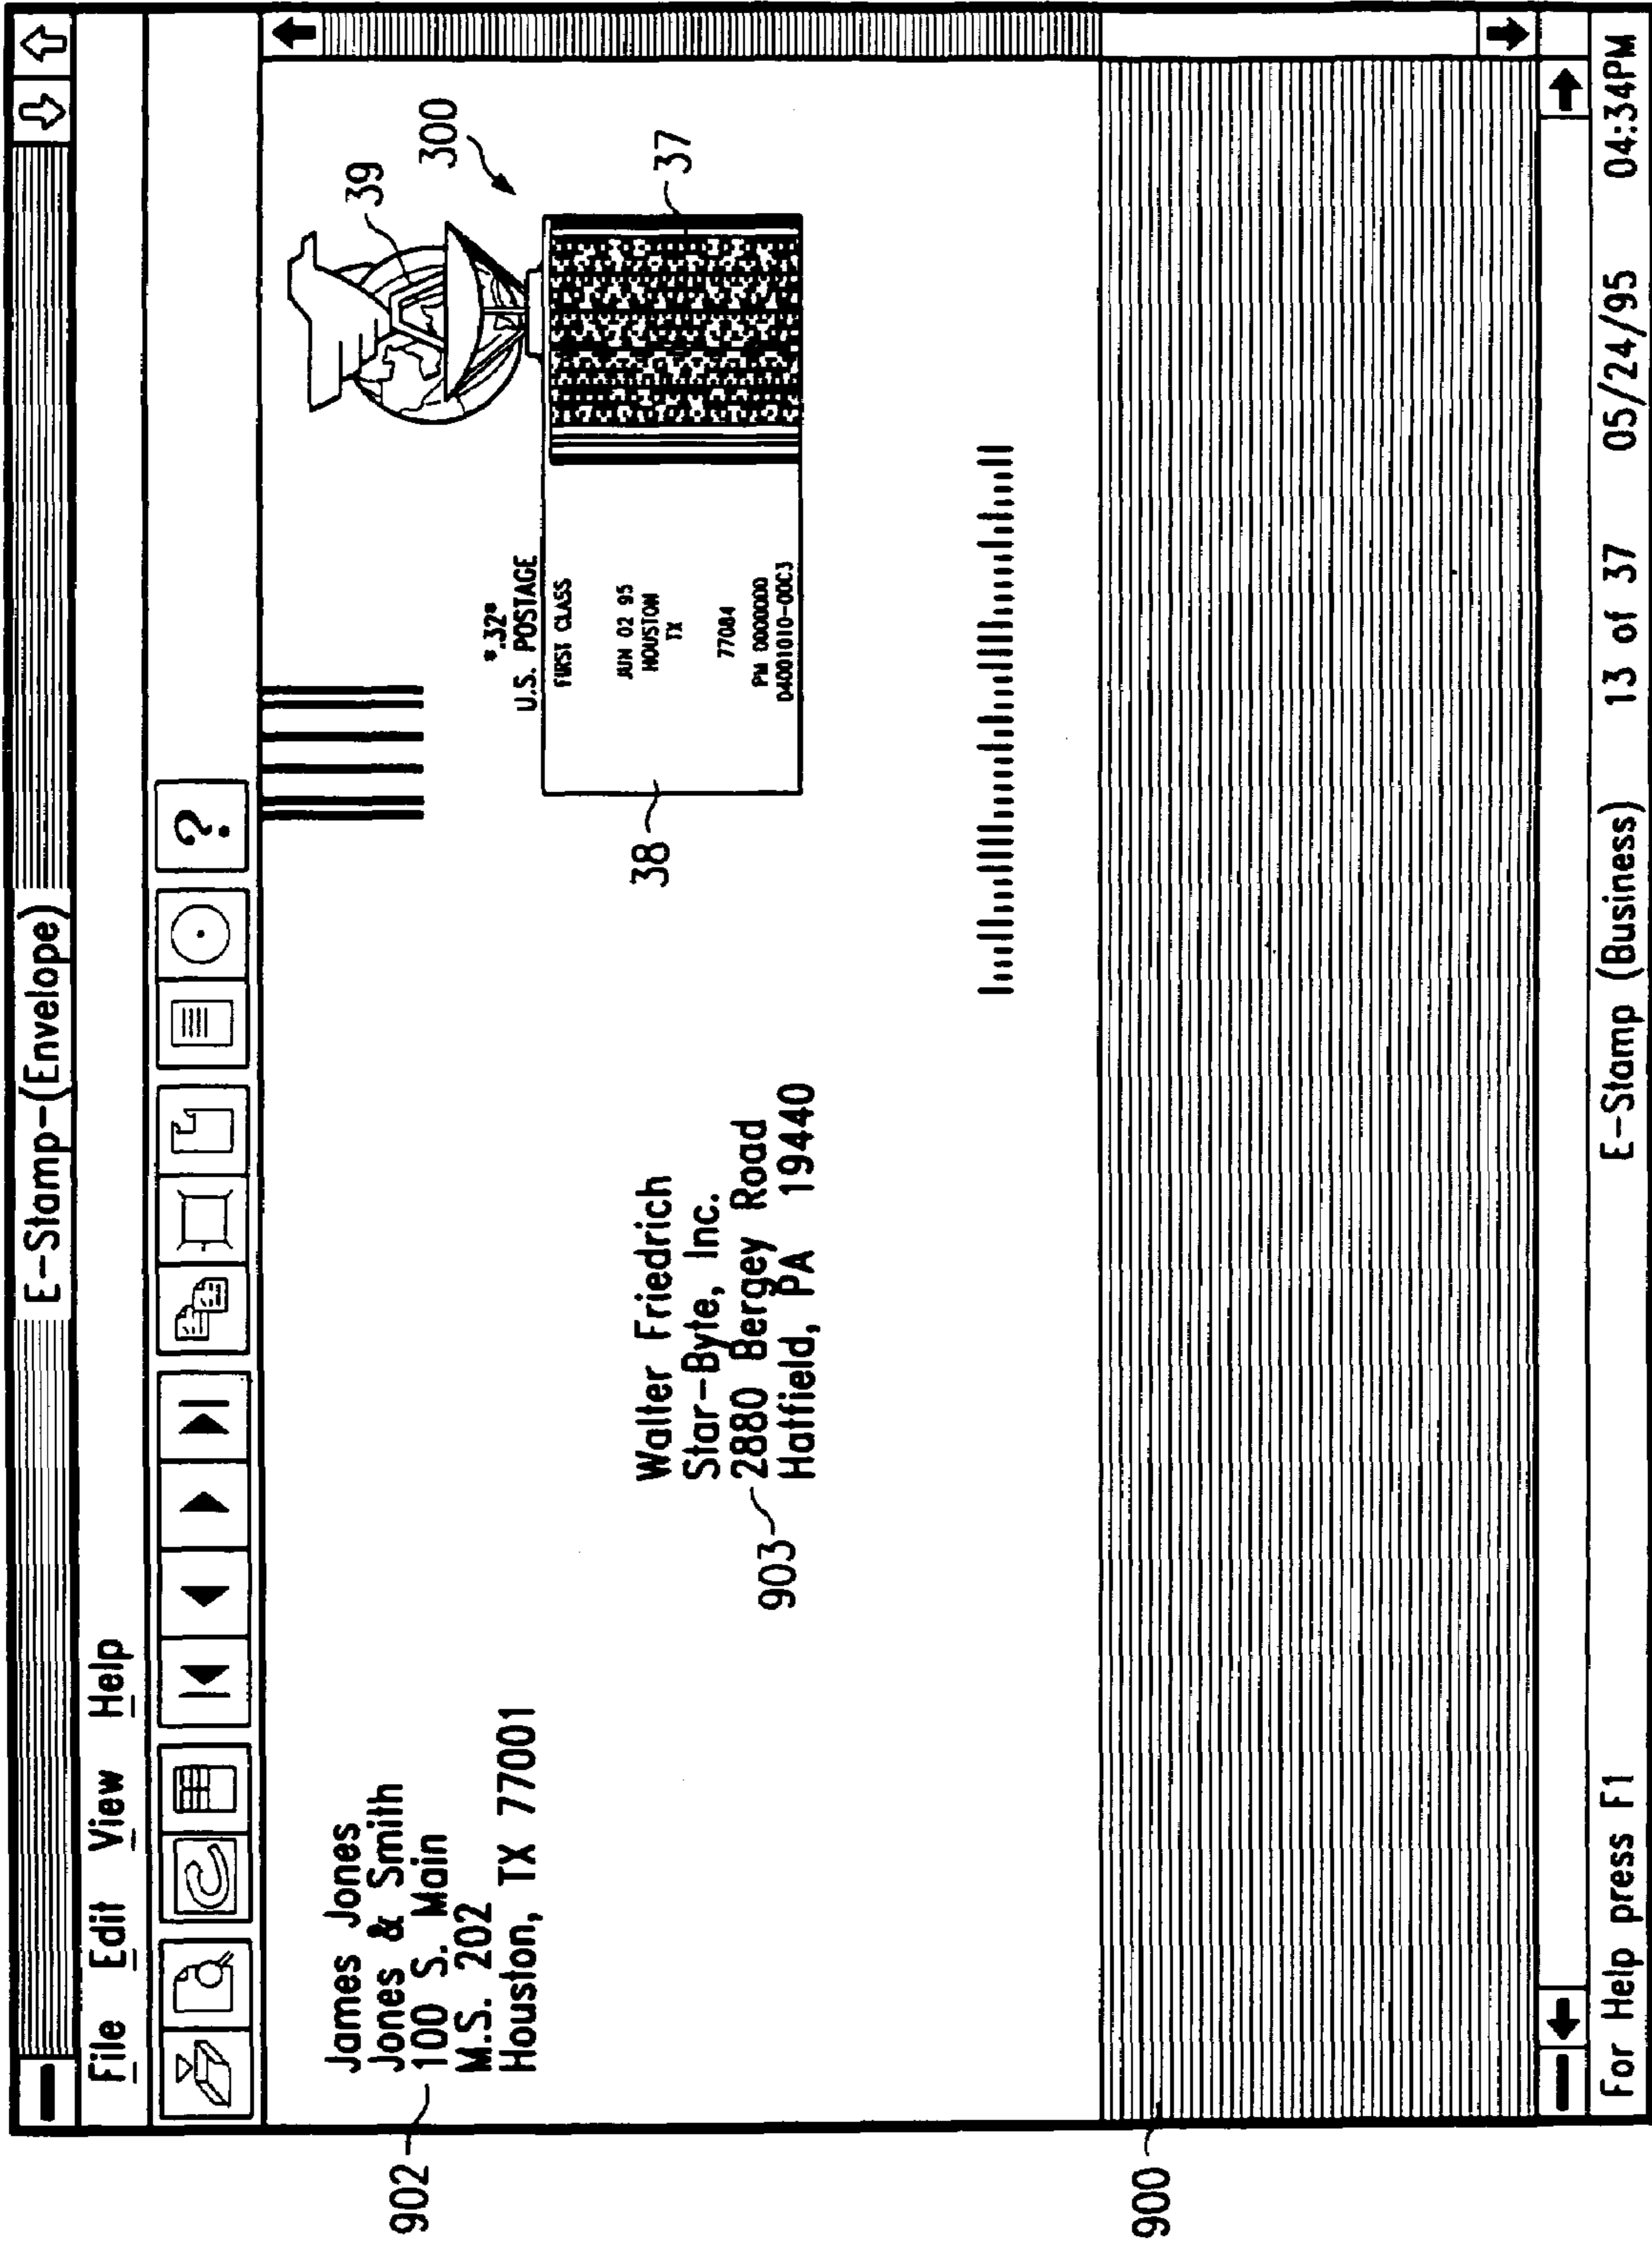 E-Stamp-(Envelope)
File Edit View Help
?
902
James Jones
Jones & Smith
100 S. Main
M.S. 202
Houston, TX 77001
39
300
*.32*
U.S. POSTAGE
FIRST CLASS
JUN 02 95
HOUSTON
TX
77084
PM 0000000
04001010-00C3
37
38
Walter Friedrich
Star-Byte, Inc.
903
2880 Bergey Road
Hatfield, PA 19440
900
For Help press F1 E-Stamp (Business) 13 of 37 05/24/95 04:34PM